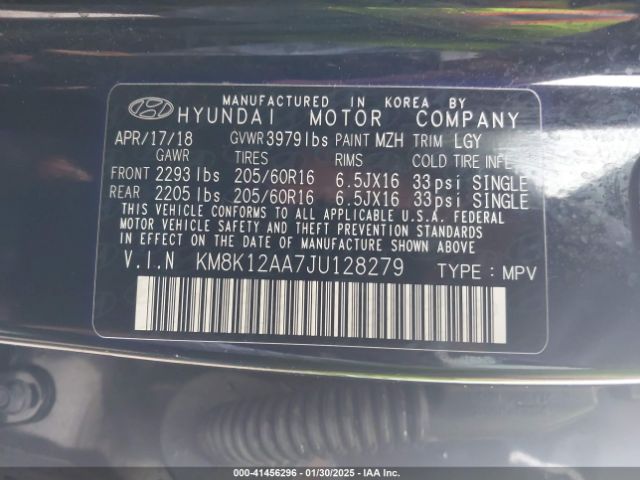 MANUFACTURED IN KOREA BY
HYUNDAI MOTOR COMPANY
APR/17/18 GVWR 3979lbs PAINT MZH TRIM LGY
GAWR TIRES RIMS COLD TIRE INFL
FRONT 2293 lbs 205/60R16 6.5JX16 33psi SINGLE
REAR 2205 lbs 205/60R16 6.5JX16 33psi SINGLE
THIS VEHICLE CONFORMS TO ALL APPLICABLE U.S.A. FEDERAL
MOTOR VEHICLE SAFETY AND THEFT PREVENTION STANDARDS
IN EFFECT ON THE DATE OF MANUFACTURE SHOWN ABOVE
V.I.N KM8K12AA7JU128279 TYPE: MPV
000-41456296 - 01/30/2025 - IAA, Inc.